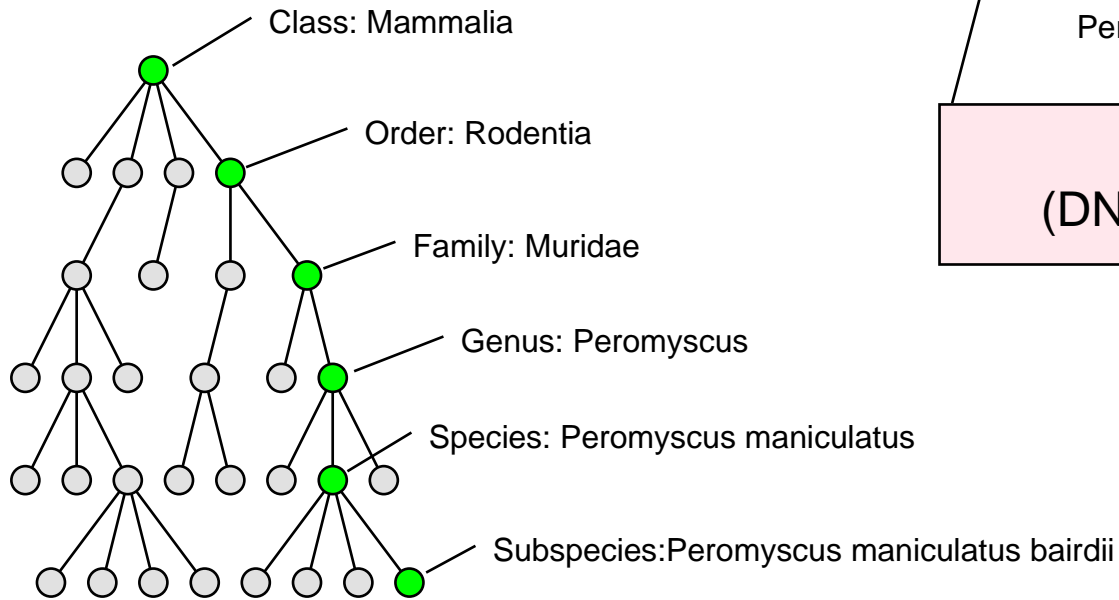 Class: Mammalia
Order: Rodentia
Family: Muridae
Genus: Peromyscus
Species: Peromyscus maniculatus
Subspecies:Peromyscus maniculatus bairdii